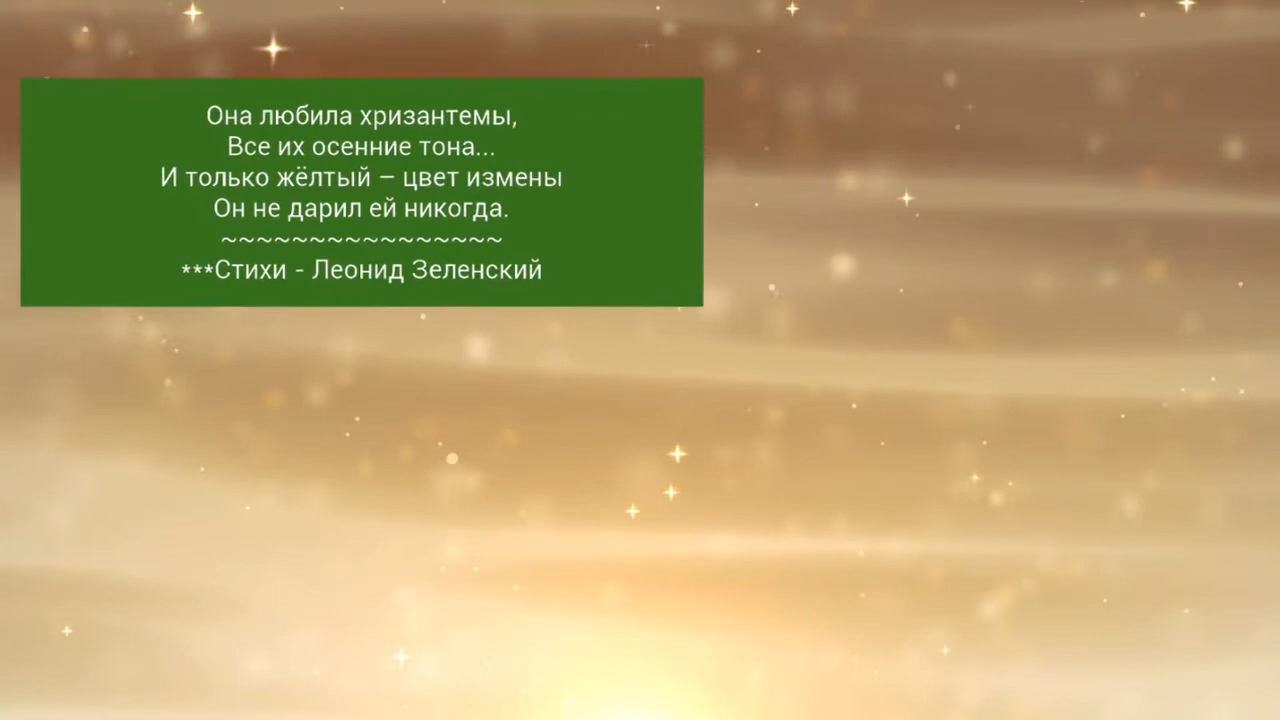 Она любила хризантемы,
Все их осенние тона...
И только жёлтый – цвет измены
Он не дарил ей никогда.
~~~~~~~~~~~~~~~~
***Стихи - Леонид Зеленский